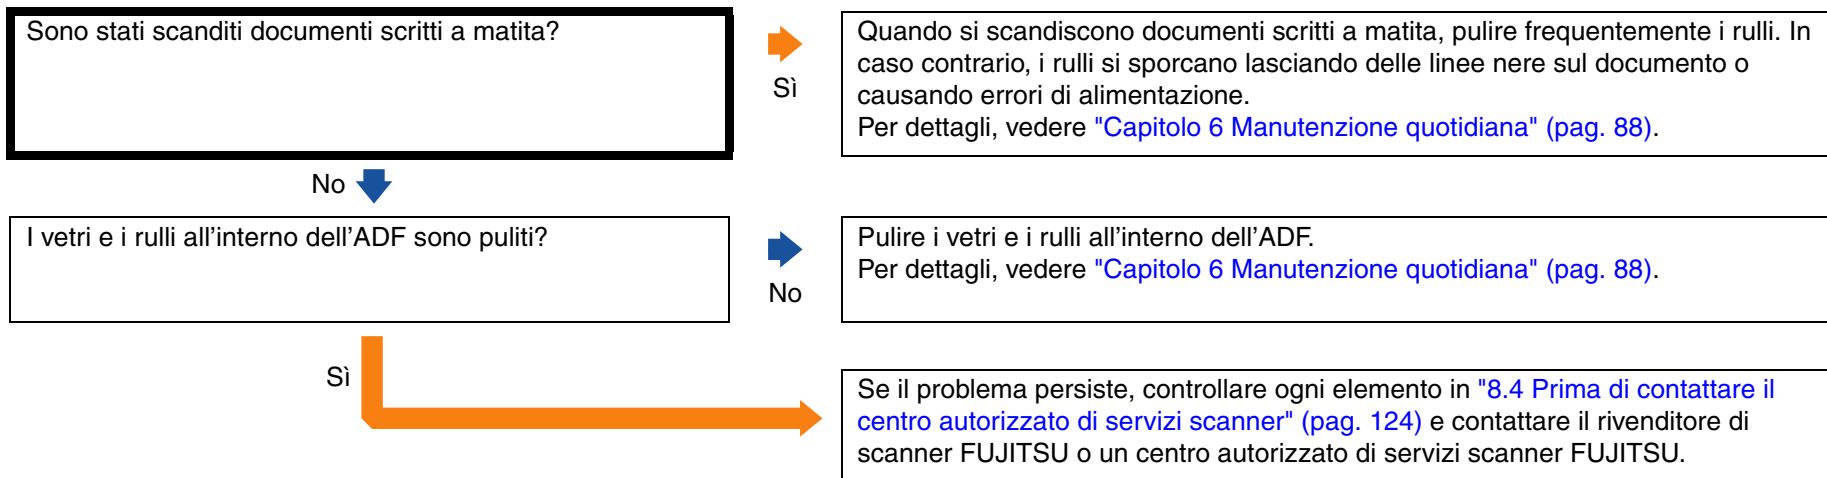 Sono stati scanditi documenti scritti a matita?
Sì
Quando si scandiscono documenti scritti a matita, pulire frequentemente i rulli. In
caso contrario, i rulli si sporcano lasciando delle linee nere sul documento o
causando errori di alimentazione.
Per dettagli, vedere "Capitolo 6 Manutenzione quotidiana" (pag. 88).
No
I vetri e i rulli all'interno dell'ADF sono puliti?
No
Pulire i vetri e i rulli all'interno dell'ADF.
Per dettagli, vedere "Capitolo 6 Manutenzione quotidiana" (pag. 88).
Sì
Se il problema persiste, controllare ogni elemento in "8.4 Prima di contattare il
centro autorizzato di servizi scanner" (pag. 124) e contattare il rivenditore di
scanner FUJITSU o un centro autorizzato di servizi scanner FUJITSU.